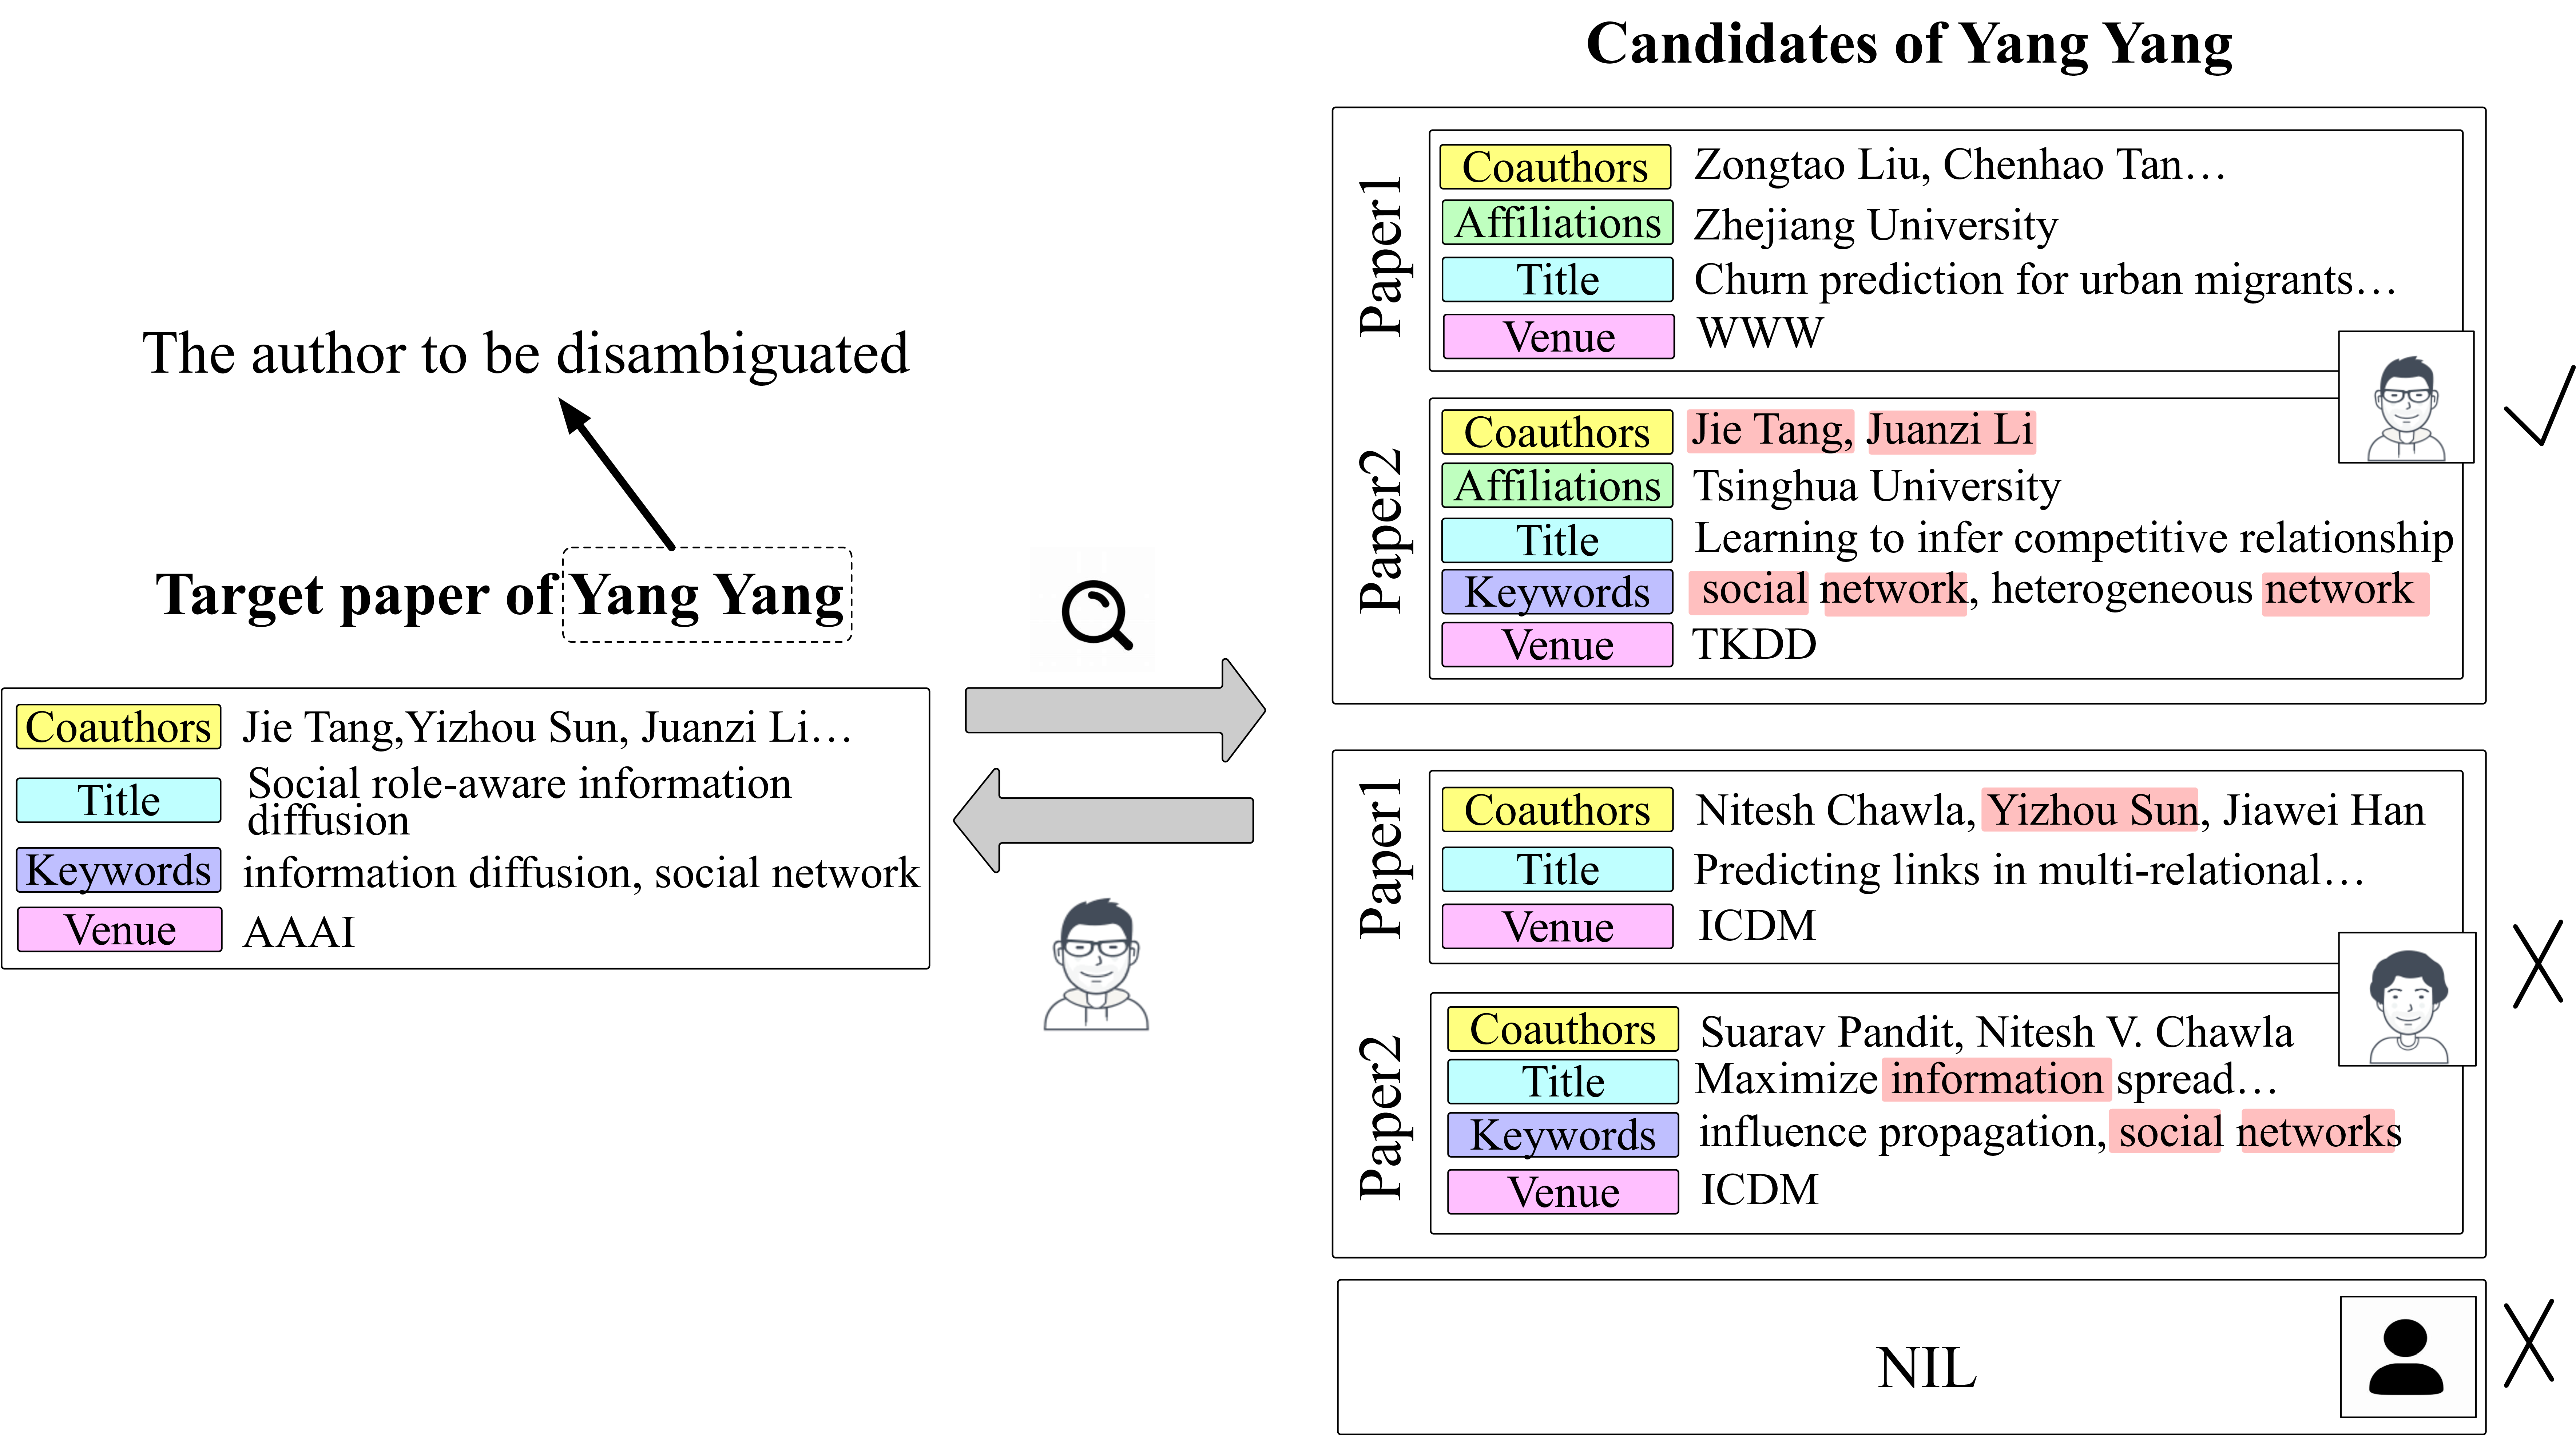 Candidates of Yang Yang
The author to be disambiguated
Target paper of Yang Yang
Coauthors Jie Tang,Yizhou Sun, Juanzi Li…
Title Social role-aware information
diffusion
Keywords information diffusion, social network
Venue AAAI
Paper1
Coauthors Zongtao Liu, Chenhao Tan…
Affiliations Zhejiang University
Title Churn prediction for urban migrants…
Venue WWW
Paper2
Coauthors Jie Tang, Juanzi Li
Affiliations Tsinghua University
Title Learning to infer competitive relationship
Keywords social network, heterogeneous network
Venue TKDD
Paper1
Coauthors Nitesh Chawla, Yizhou Sun, Jiawei Han
Title Predicting links in multi-relational…
Venue ICDM
Paper2
Coauthors Suarav Pandit, Nitesh V. Chawla
Title Maximize information spread…
Keywords influence propagation, social networks
Venue ICDM
NIL